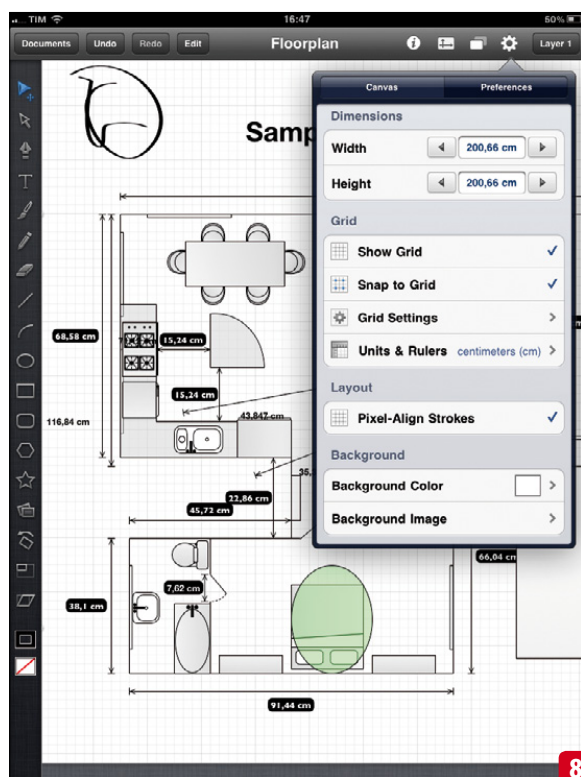 TIM 16:47 50%
Documents Undo Redo Edit Floorplan Layer 1
Canvas Preferences
Samp
Dimensions
Width 200,66 cm
Height 200,66 cm
Grid
Show Grid
Snap to Grid
Grid Settings
Units & Rulers centimeters (cm)
Layout
Pixel-Align Strokes
Background
Background Color
Background Image
68,58 cm
15,24 cm
15,24 cm
116,84 cm
43,847 cm
35,
22,86 cm
45,72 cm
66,04 cm
7,62 cm
38,1 cm
91,44 cm
8